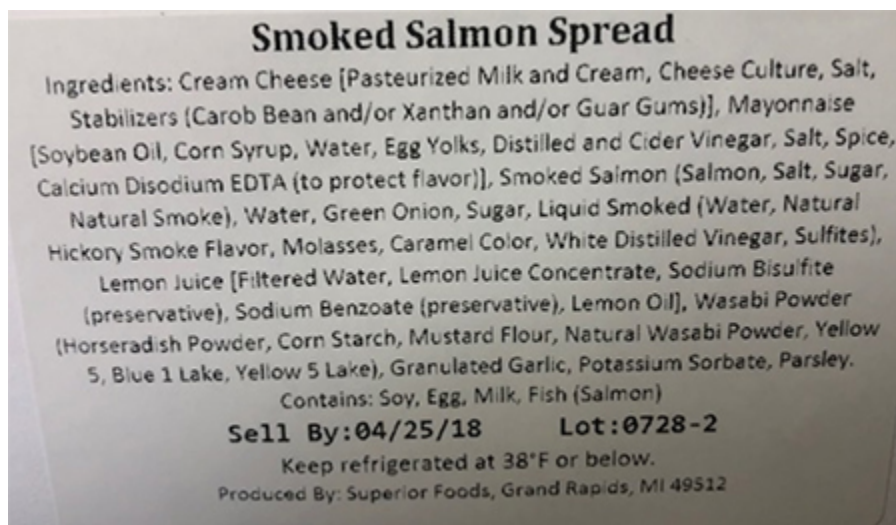 Smoked Salmon Spread
Ingredients: Cream Cheese [Pasteurized Milk and Cream, Cheese Culture, Salt,
Stabilizers (Carob Bean and/or Xanthan and/or Guar Gums)], Mayonnaise
[Soybean Oil, Corn Syrup, Water, Egg Yolks, Distilled and Cider Vinegar, Salt, Spice,
Calcium Disodium EDTA (to protect flavor)], Smoked Salmon (Salmon, Salt, Sugar,
Natural Smoke), Water, Green Onion, Sugar, Liquid Smoked (Water, Natural
Hickory Smoke Flavor, Molasses, Caramel Color, White Distilled Vinegar, Sulfites),
Lemon Juice [Filtered Water, Lemon Juice Concentrate, Sodium Bisulfite
(preservative), Sodium Benzoate (preservative), Lemon Oil], Wasabi Powder
(Horseradish Powder, Corn Starch, Mustard Flour, Natural Wasabi Powder, Yellow
5, Blue 1 Lake, Yellow 5 Lake), Granulated Garlic, Potassium Sorbate, Parsley.
Contains: Soy, Egg, Milk, Fish (Salmon)
Sell By:04/25/18 Lot:0728-2
Keep refrigerated at 38°F or below.
Produced By: Superior Foods, Grand Rapids, MI 49512